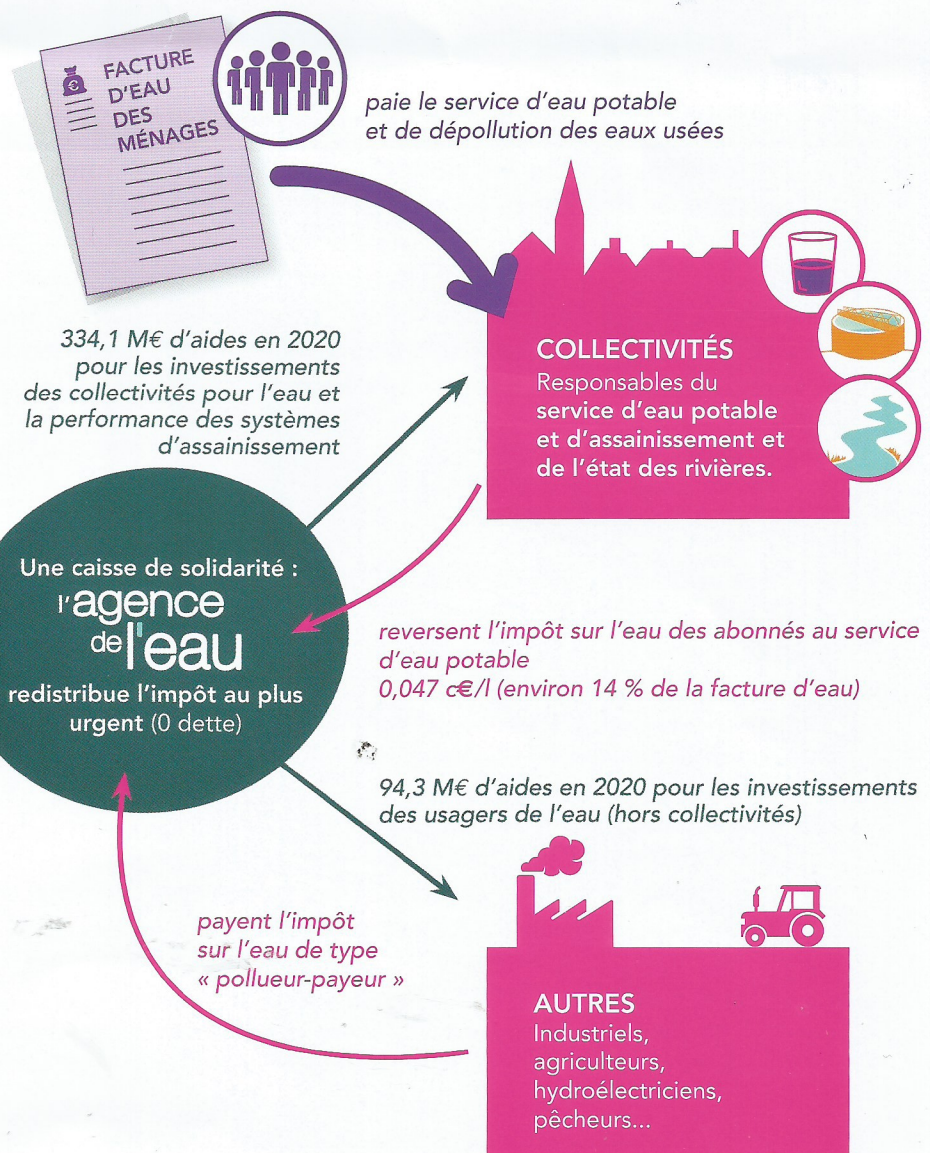 FACTURE
D'EAU
DES
MÉNAGES
paie le service d'eau potable
et de dépollution des eaux usées
334,1 M€ d'aides en 2020
pour les investissements
des collectivités pour l'eau et
la performance des systèmes
d'assainissement
COLLECTIVITÉS
Responsables du
service d'eau potable
et d'assainissement et
de l'état des rivières.
Une caisse de solidarité :
l'agence
de l'eau
redistribue l'impôt au plus
urgent (0 dette)
reversent l'impôt sur l'eau des abonnés au service
d'eau potable
0,047 c€/l (environ 14 % de la facture d'eau)
94,3 M€ d'aides en 2020 pour les investissements
des usagers de l'eau (hors collectivités)
payent l'impôt
sur l'eau de type
« pollueur-payeur »
AUTRES
Industriels,
agriculteurs,
hydroélectriciens,
pêcheurs...